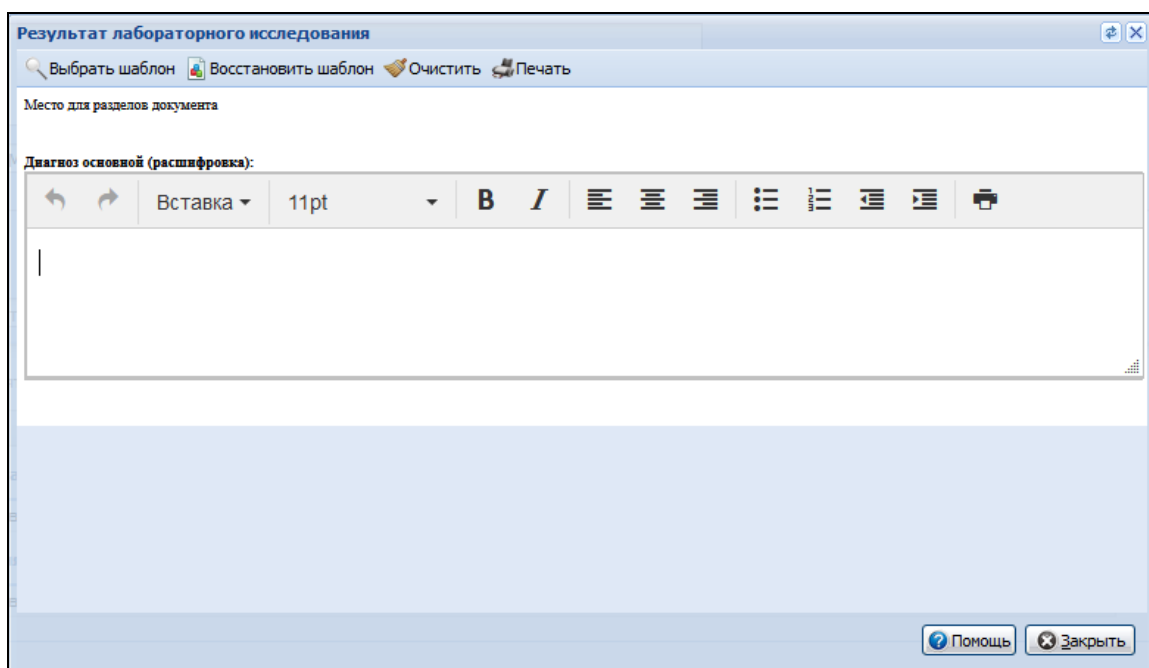 Результат лабораторного исследования
Выбрать шаблон Восстановить шаблон Очистить Печать
Место для разделов документа
Диагноз основной (расшифровка):
Вставка 11pt B I
Помощь Закрыть